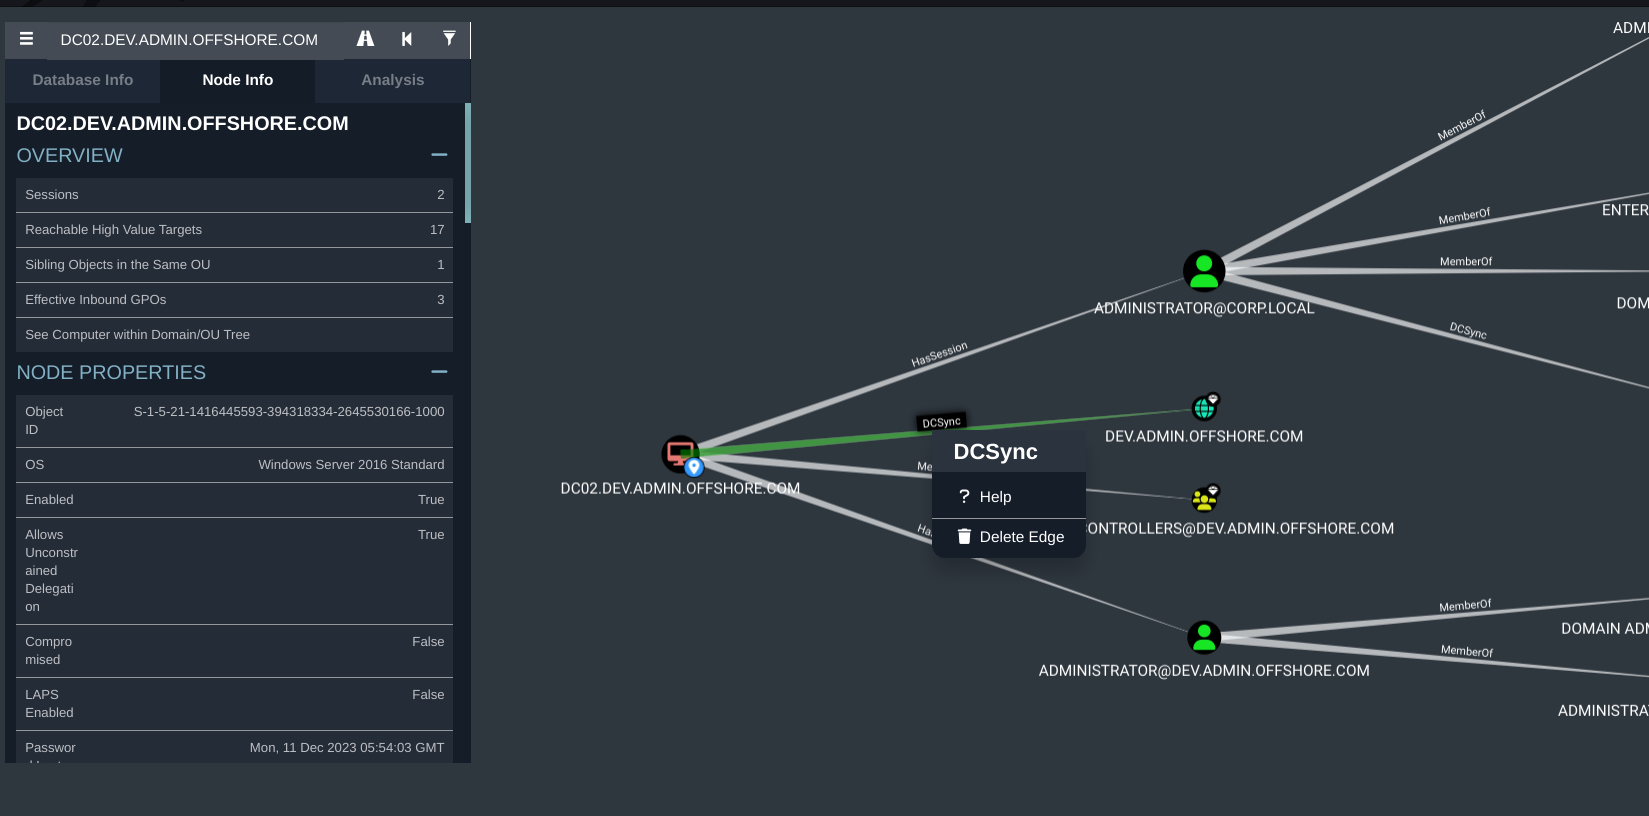 DC02.DEV.ADMIN.OFFSHORE.COM
Database Info
Node Info
Analysis
DC02.DEV.ADMIN.OFFSHORE.COM
OVERVIEW
Sessions 2
Reachable High Value Targets 17
Sibling Objects in the Same OU 1
Effective Inbound GPOs 3
See Computer within Domain/OU Tree
NODE PROPERTIES
Object S-1-5-21-1416445593-394318334-2645530166-1000
ID
OS Windows Server 2016 Standard
Enabled True
Allows True
Unconstr
ained
Delegati
on
Compro False
mised
LAPS False
Enabled
Passwor Mon, 11 Dec 2023 05:54:03 GMT
ADMI
MemberOf
MemberOf
ENTER
MemberOf
ADMINISTRATOR@CORP.LOCAL
DOM
DCSync
HasSession
DCSync
DEV.ADMIN.OFFSHORE.COM
DCSync
Me
DC02.DEV.ADMIN.OFFSHORE.COM
? Help
ONTROLLERS@DEV.ADMIN.OFFSHORE.COM
Ha
Delete Edge
MemberOf
DOMAIN ADM
MemberOf
ADMINISTRATOR@DEV.ADMIN.OFFSHORE.COM
ADMINISTRA